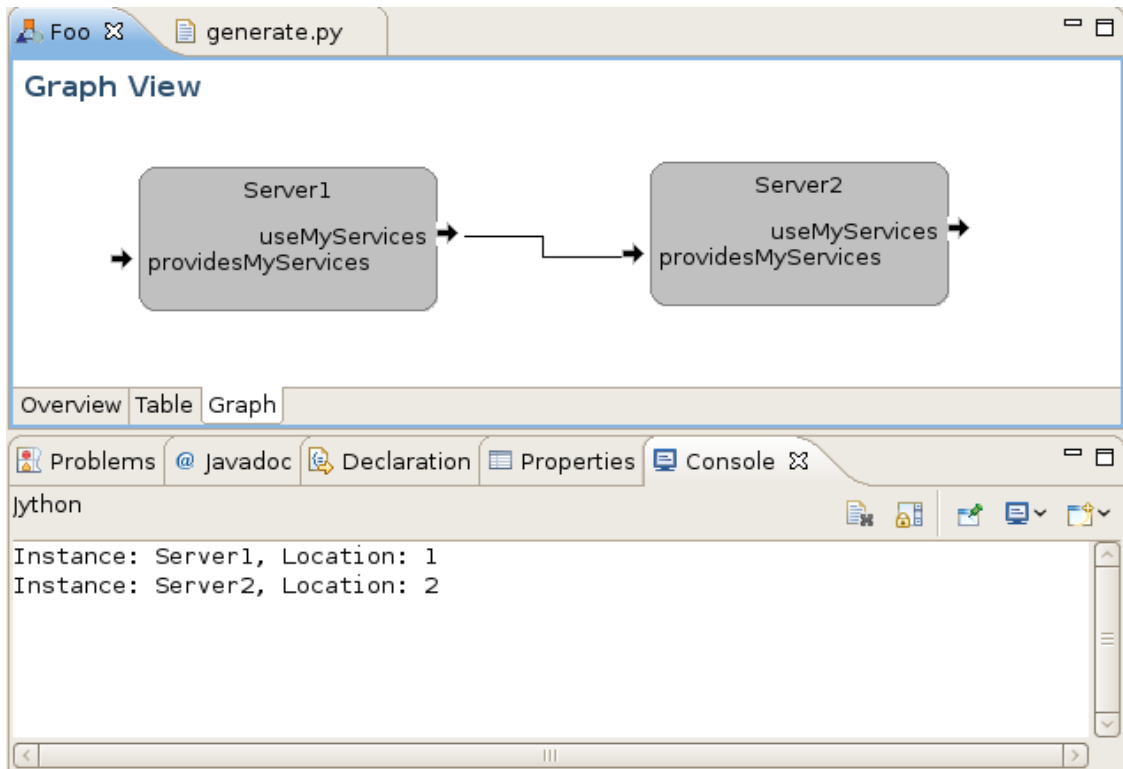 Foo generate.py
Graph View
Server1
useMyServices
providesMyServices
Server2
useMyServices
providesMyServices
Overview Table Graph
Problems @ Javadoc Declaration Properties Console
Jython
Instance: Server1, Location: 1
Instance: Server2, Location: 2